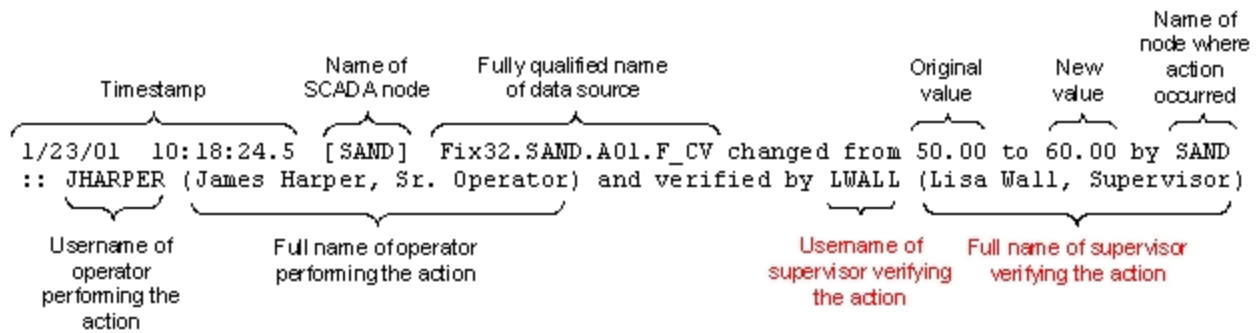 Name of
node where
action
occurred
Timestamp
Name of
SCADA node
Fully qualified name
of data source
Original
value
New
value
1/23/01 10:18:24.5 [SAND] Fix32.SAND.A01.F_CV changed from 50.00 to 60.00 by SAND
:: JHARPER (James Harper, Sr. Operator) and verified by LWALL (Lisa Wall, Supervisor)
Username of
operator
performing the
action
Full name of operator
performing the action
Username of
supervisor verifying
the action
Full name of supervisor
verifying the action